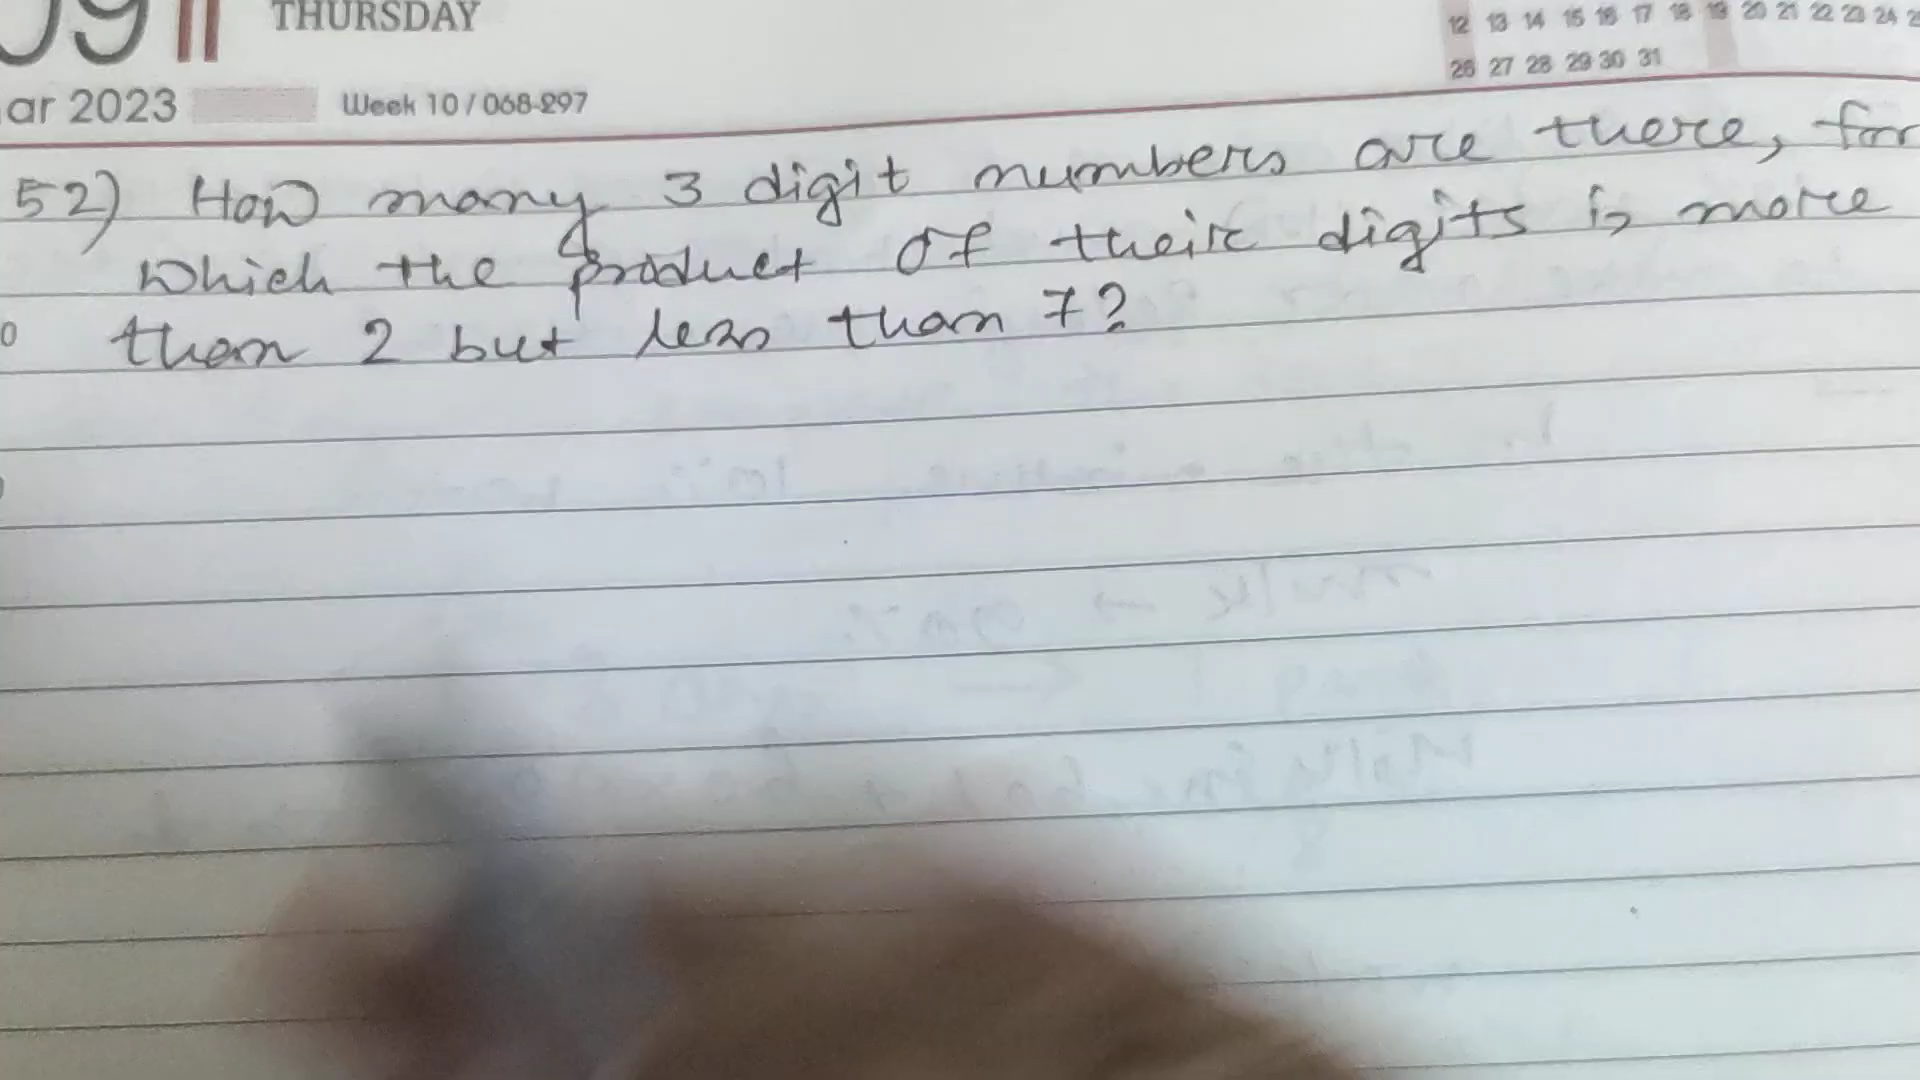 THURSDAY
12 13 14 15 16 17 18 19 20 21 22 23 24
26 27 28 29 30 31
ar 2023 Week 10 / 068-297
52) How many 3 digit numbers are there, for
which the product of their digits is more
than 2 but less than 7?